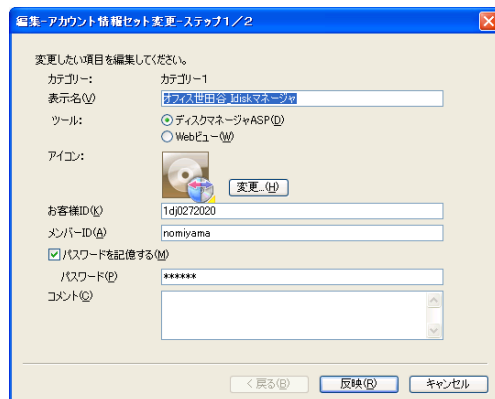 編集-アカウント情報セット変更-ステップ1/2
変更したい項目を編集してください。
カテゴリー: カテゴリー1
表示名(V) オフィス世田谷_Idiskマネージャ
ツール: ディスクマネージャASP(D)
Webビュー(W)
アイコン:
変更...(H)
お客様ID(K) 1dj0272020
メンバーID(A) nomiyama
パスワードを記憶する(M)
パスワード(P) ******
コメント(C)
< 戻る(B) 反映(R) キャンセル